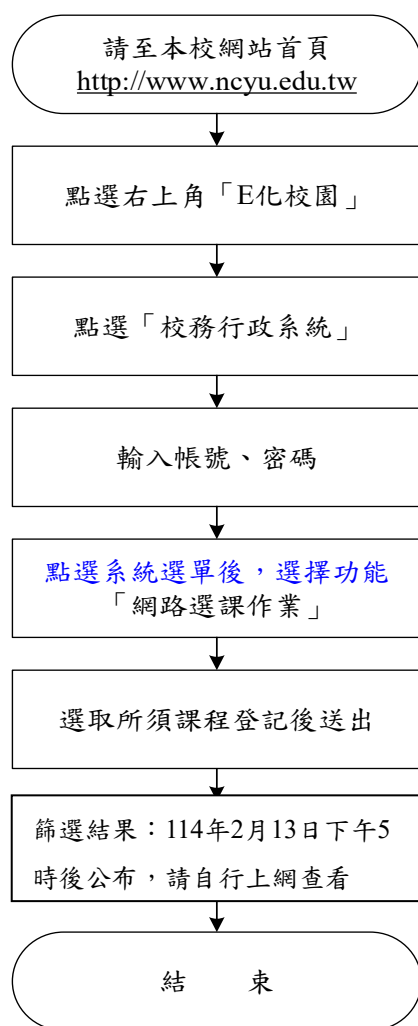 請至本校網站首頁
http://www.ncyu.edu.tw
點選右上角「E化校園」
點選「校務行政系統」
輸入帳號、密碼
點選系統選單後，選擇功能
「網路選課作業」
選取所須課程登記後送出
篩選結果：114年2月13日下午5
時後公布，請自行上網查看
結　　束